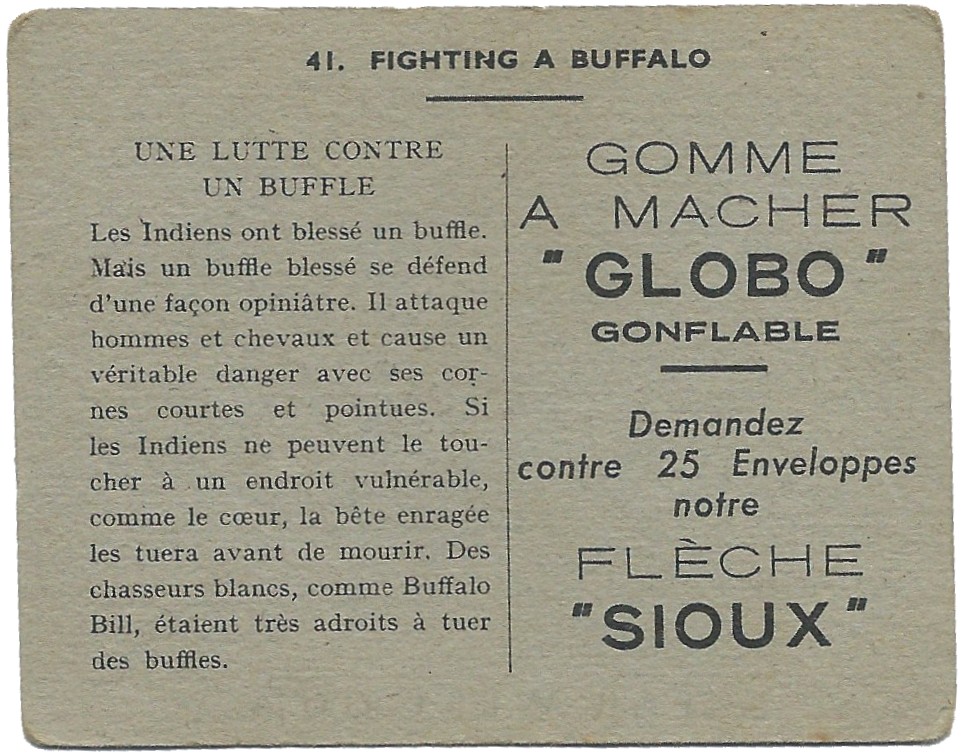 41. FIGHTING A BUFFALO
UNE LUTTE CONTRE
UN BUFFLE
Les Indiens ont blessé un buffle.
Mais un buffle blessé se défend
d'une façon opiniâtre. Il attaque
hommes et chevaux et cause un
véritable danger avec ses cor-
nes courtes et pointues. Si
les Indiens ne peuvent le tou-
cher à un endroit vulnérable,
comme le cœur, la bête enragée
les tuera avant de mourir. Des
chasseurs blancs, comme Buffalo
Bill, étaient très adroits à tuer
des buffles.
GOMME
A MACHER
"GLOBO"
GONFLABLE
Demandez
contre 25 Enveloppes
notre
FLÈCHE
"SIOUX"